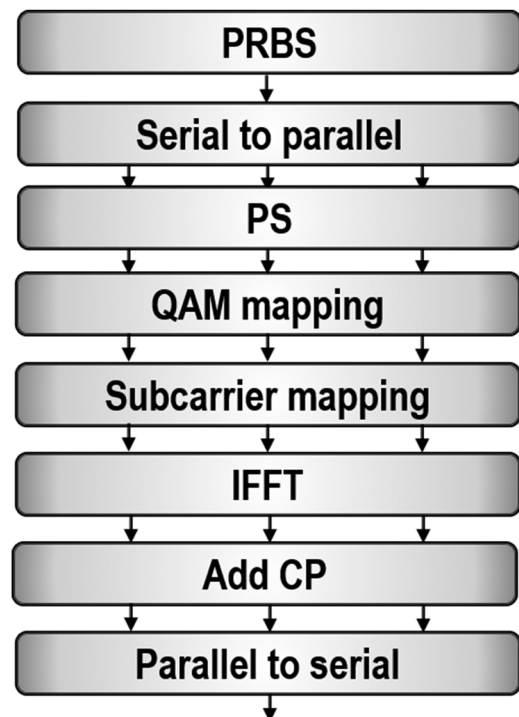 PRBS
Serial to parallel
PS
QAM mapping
Subcarrier mapping
IFFT
Add CP
Parallel to serial